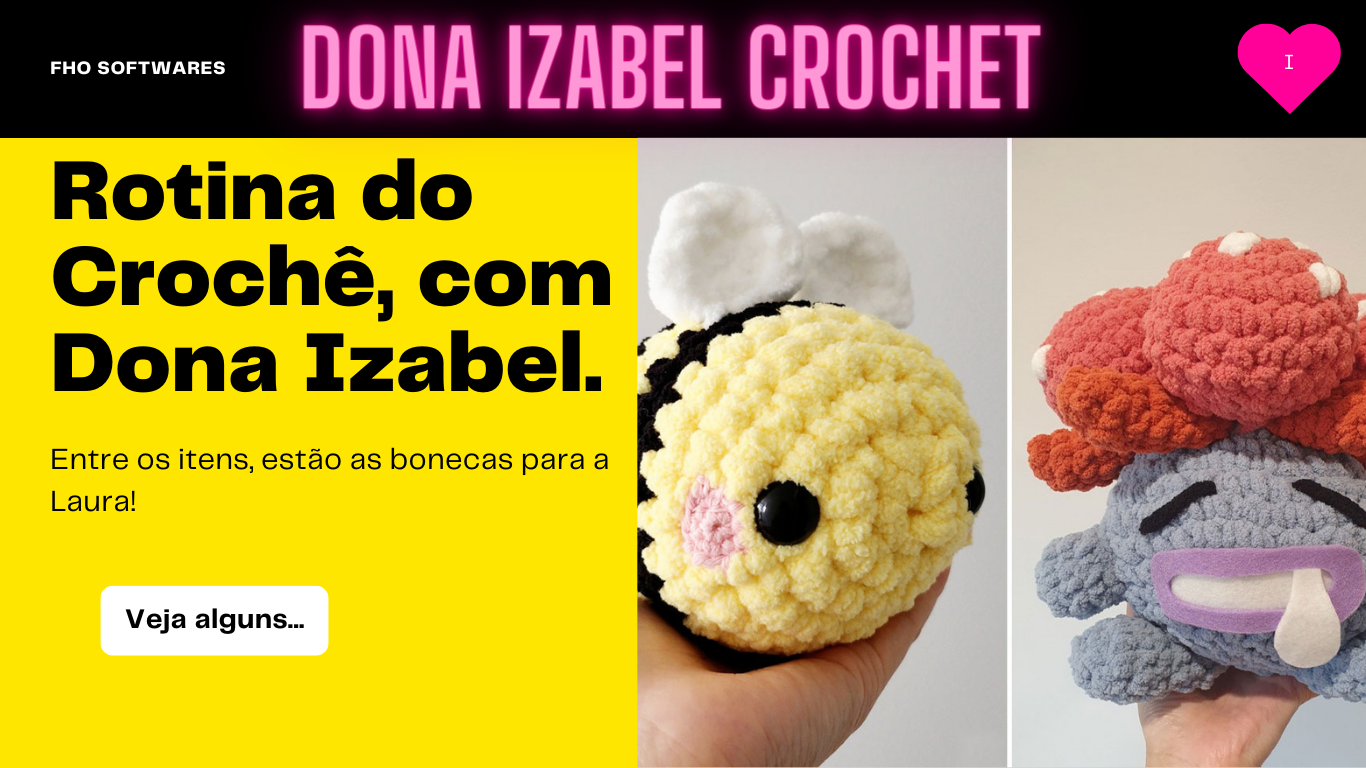 FHO SOFTWARES
DONA IZABEL CROCHET
I
Rotina do
Crochê, com
Dona Izabel.
Entre os itens, estão as bonecas para a
Laura!
Veja alguns...